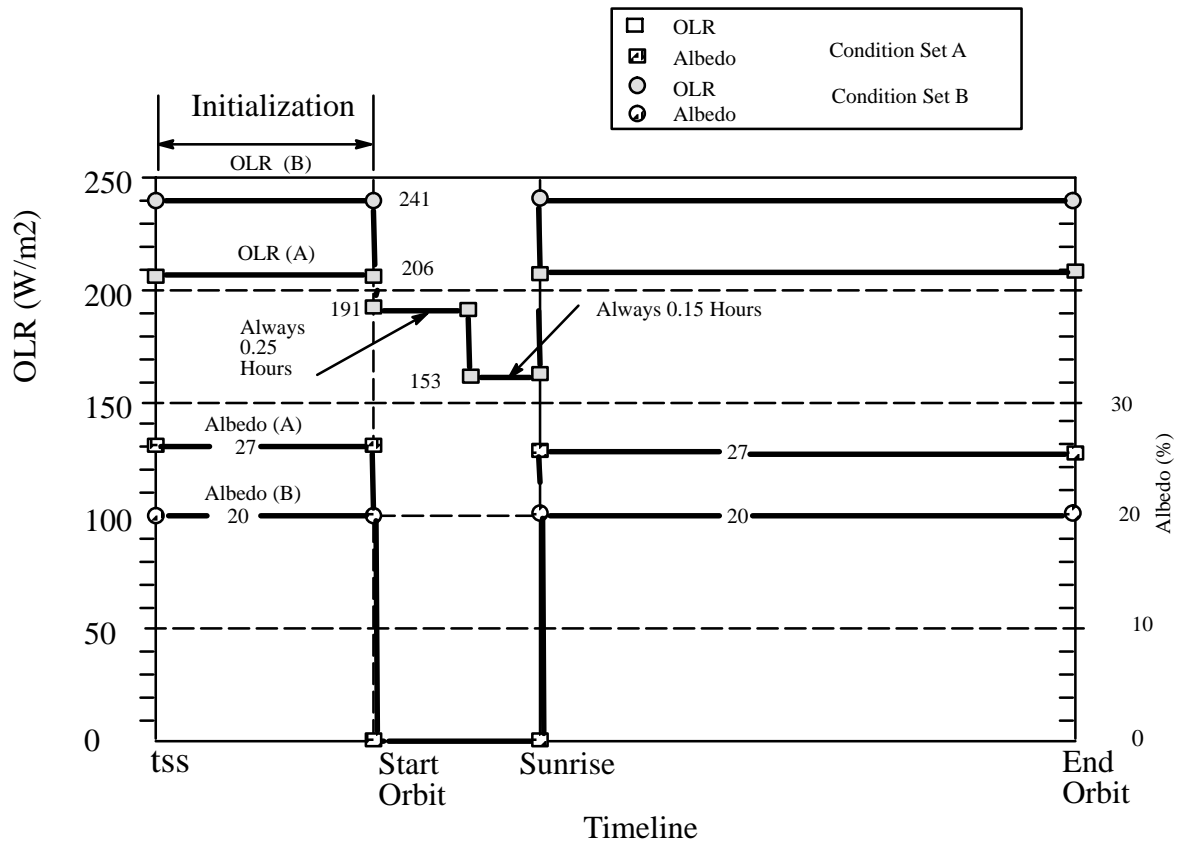 OLR
Albedo
Condition Set A
OLR
Albedo
Condition Set B
Initialization
OLR (B)
250
241
OLR (A)
206
200
191
Always
0.25
Hours
Always 0.15 Hours
153
150
30
Albedo (A)
27
27
Albedo (B)
100
20
20
20
50
10
0
0
OLR (W/m2)
Albedo (%)
tss
Start
Orbit
Sunrise
End
Orbit
Timeline